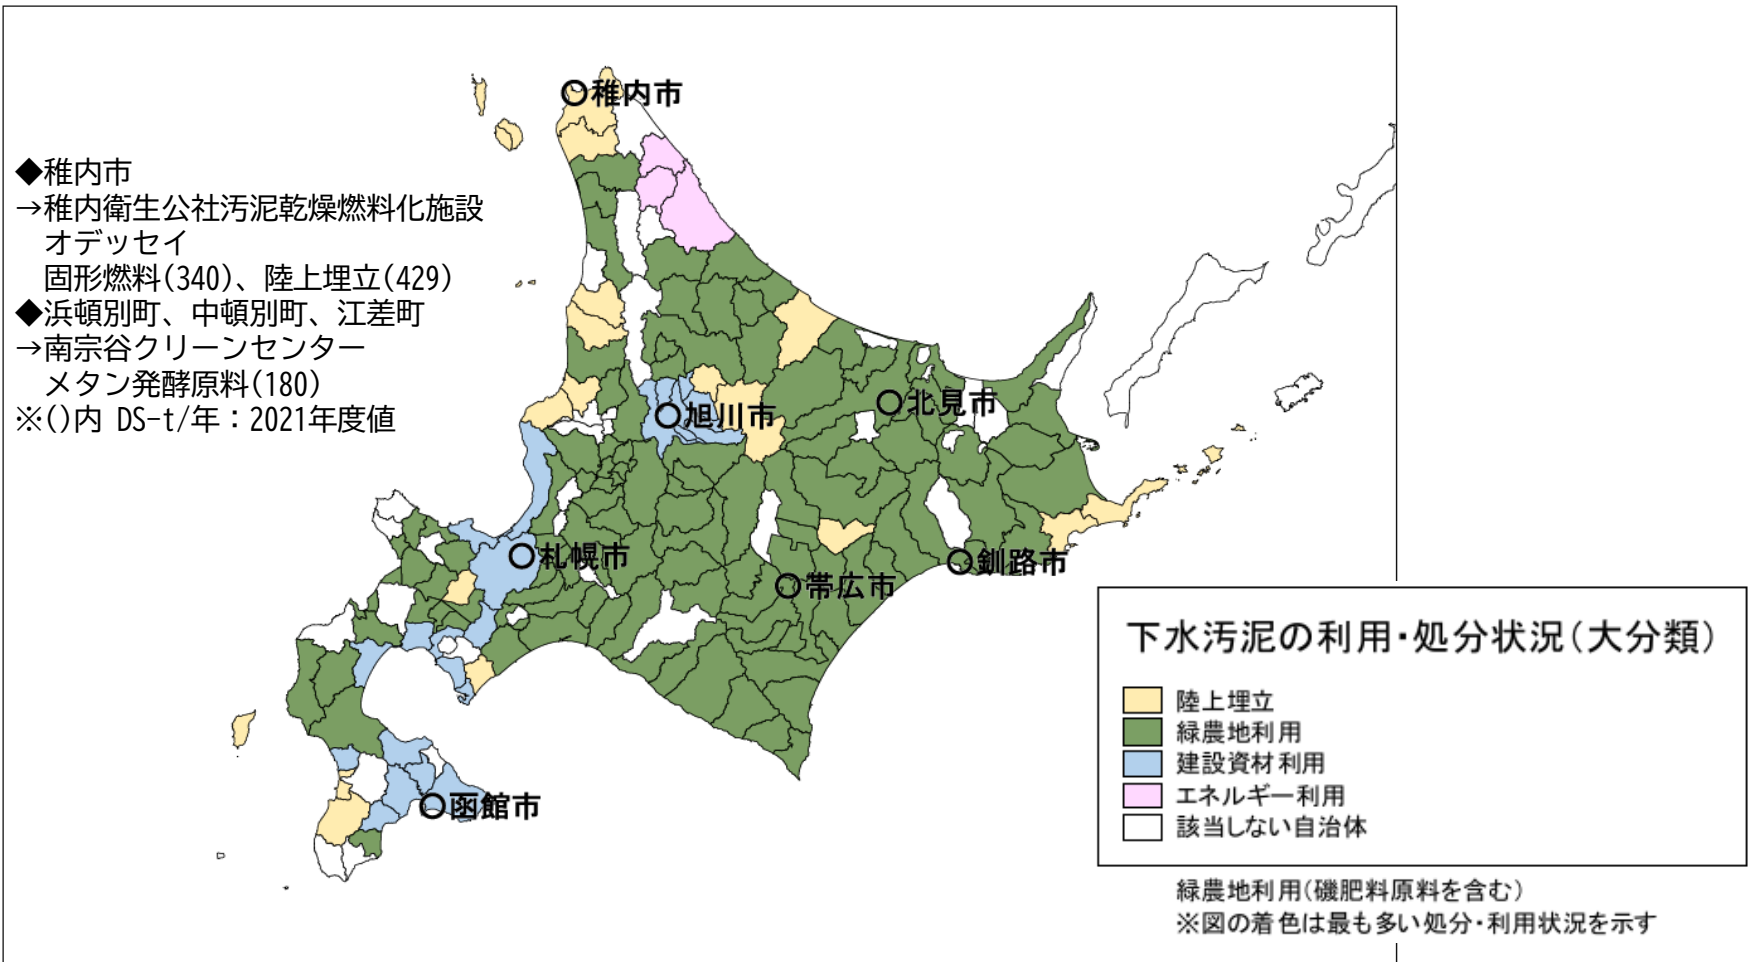 ◆稚内市
→稚内衛生公社汚泥乾燥燃料化施設
オデッセイ
固形燃料(340)、陸上埋立(429)
◆浜頓別町、中頓別町、江差町
→南宗谷クリーンセンター
メタン発酵原料(180)
※()内 DS-t/年：2021年度値
稚内市
旭川市
北見市
札幌市
帯広市
釧路市
函館市
下水汚泥の利用・処分状況(大分類)
陸上埋立
緑農地利用
建設資材利用
エネルギー利用
該当しない自治体
緑農地利用(磯肥料原料を含む)
※図の着色は最も多い処分・利用状況を示す